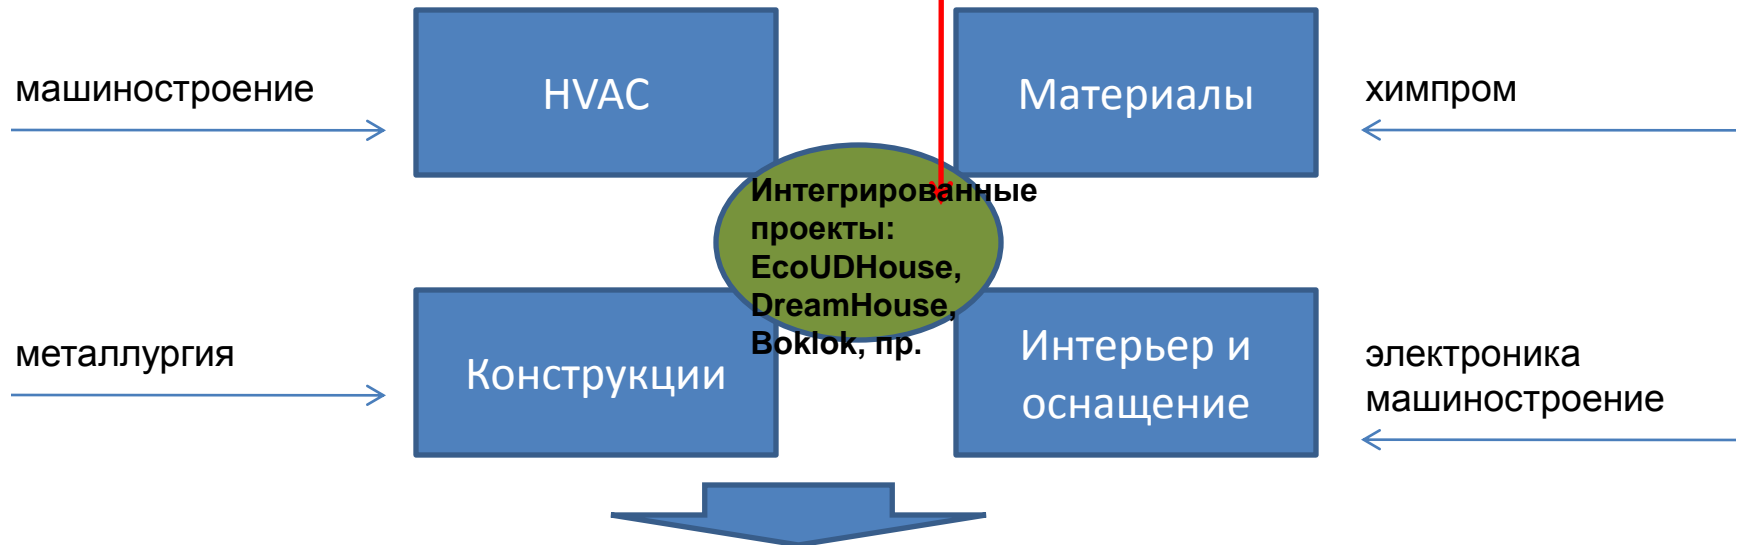 машиностроение
HVAC
Материалы
химпром
Интегрированные
проекты:
EcoUDHouse,
DreamHouse,
Boklok, пр.
металлургия
Конструкции
Интерьер и
оснащение
электроника
машиностроение